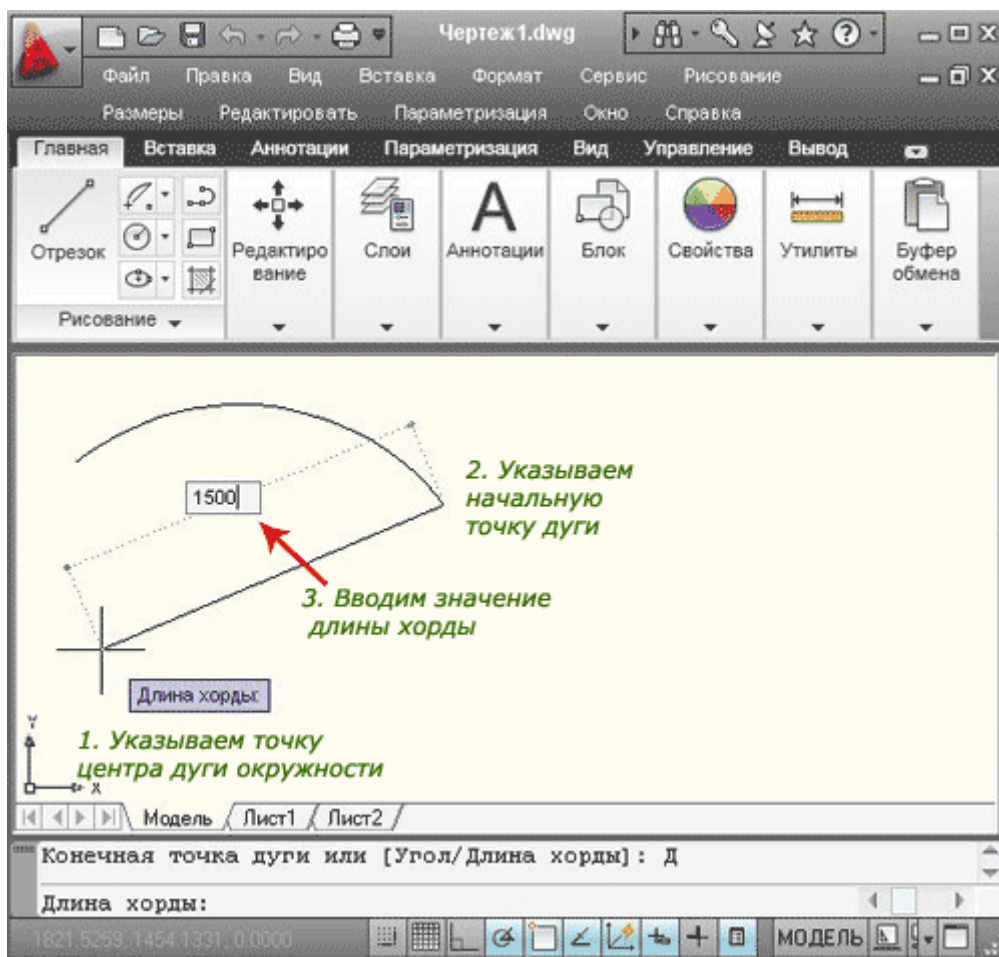 Чертеж1.dwg
Файл Правка Вид Вставка Формат Сервис Рисование
Размеры Редактировать Параметризация Окно Справка
Главная Вставка Аннотации Параметризация Вид Управление Вывод
Отрезок
Рисование
Редактиро
вание
Слои
Аннотации
Блок
Свойства
Утилиты
Буфер
обмена
1500
2. Указываем
начальную
точку дуги
3. Вводим значение
длины хорды
Длина хорды:
1. Указываем точку
центра дуги окружности
Y
X
Модель Лист1 Лист2
Конечная точка дуги или [Угол/Длина хорды]: Д
Длина хорды:
1821.5269, 1454.1331, 0.0000 МОДЕЛЬ